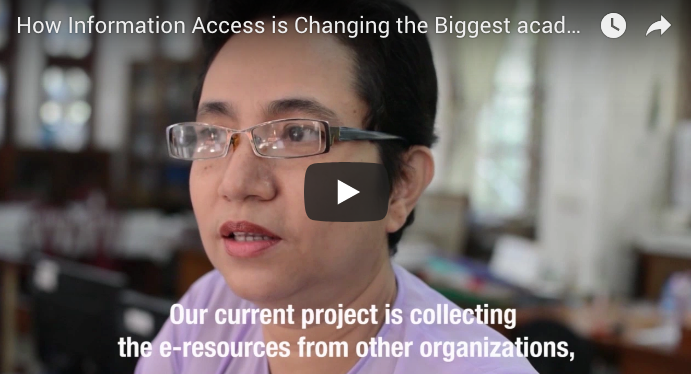 How Information Access is Changing the Biggest acad...
Our current project is collecting
the e-resources from other organizations,